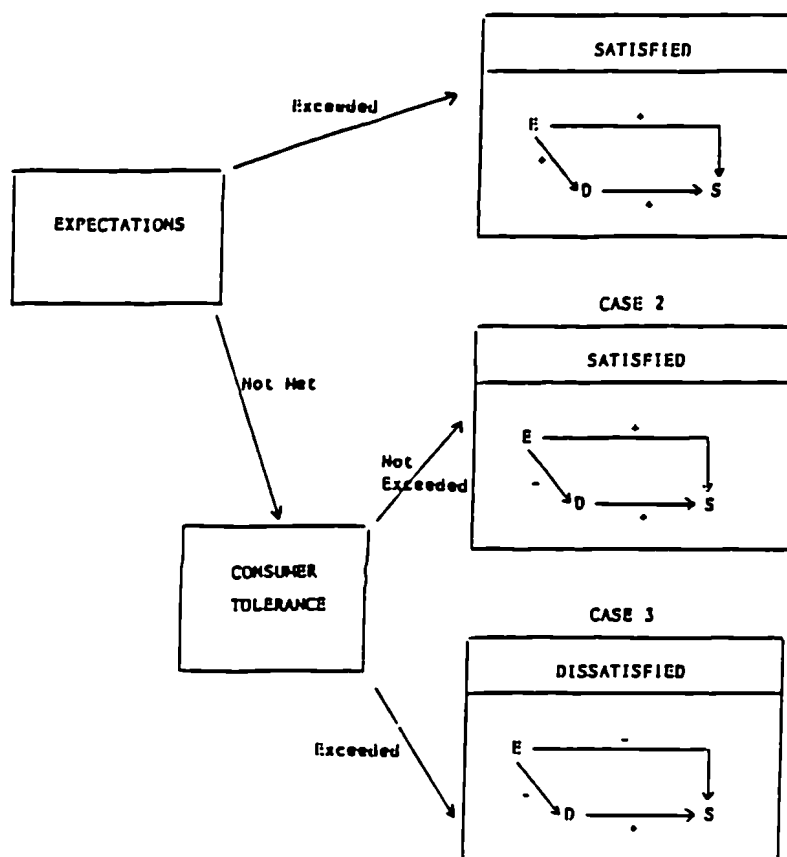 SATISFIED
Exceeded
E
+
+
D
S
+
EXPECTATIONS
CASE 2
SATISFIED
Not Met
E
+
Not
Exceeded
-
D
S
+
CONSUMER
TOLERANCE
CASE 3
DISSATISFIED
Exceeded
E
-
-
D
S
+